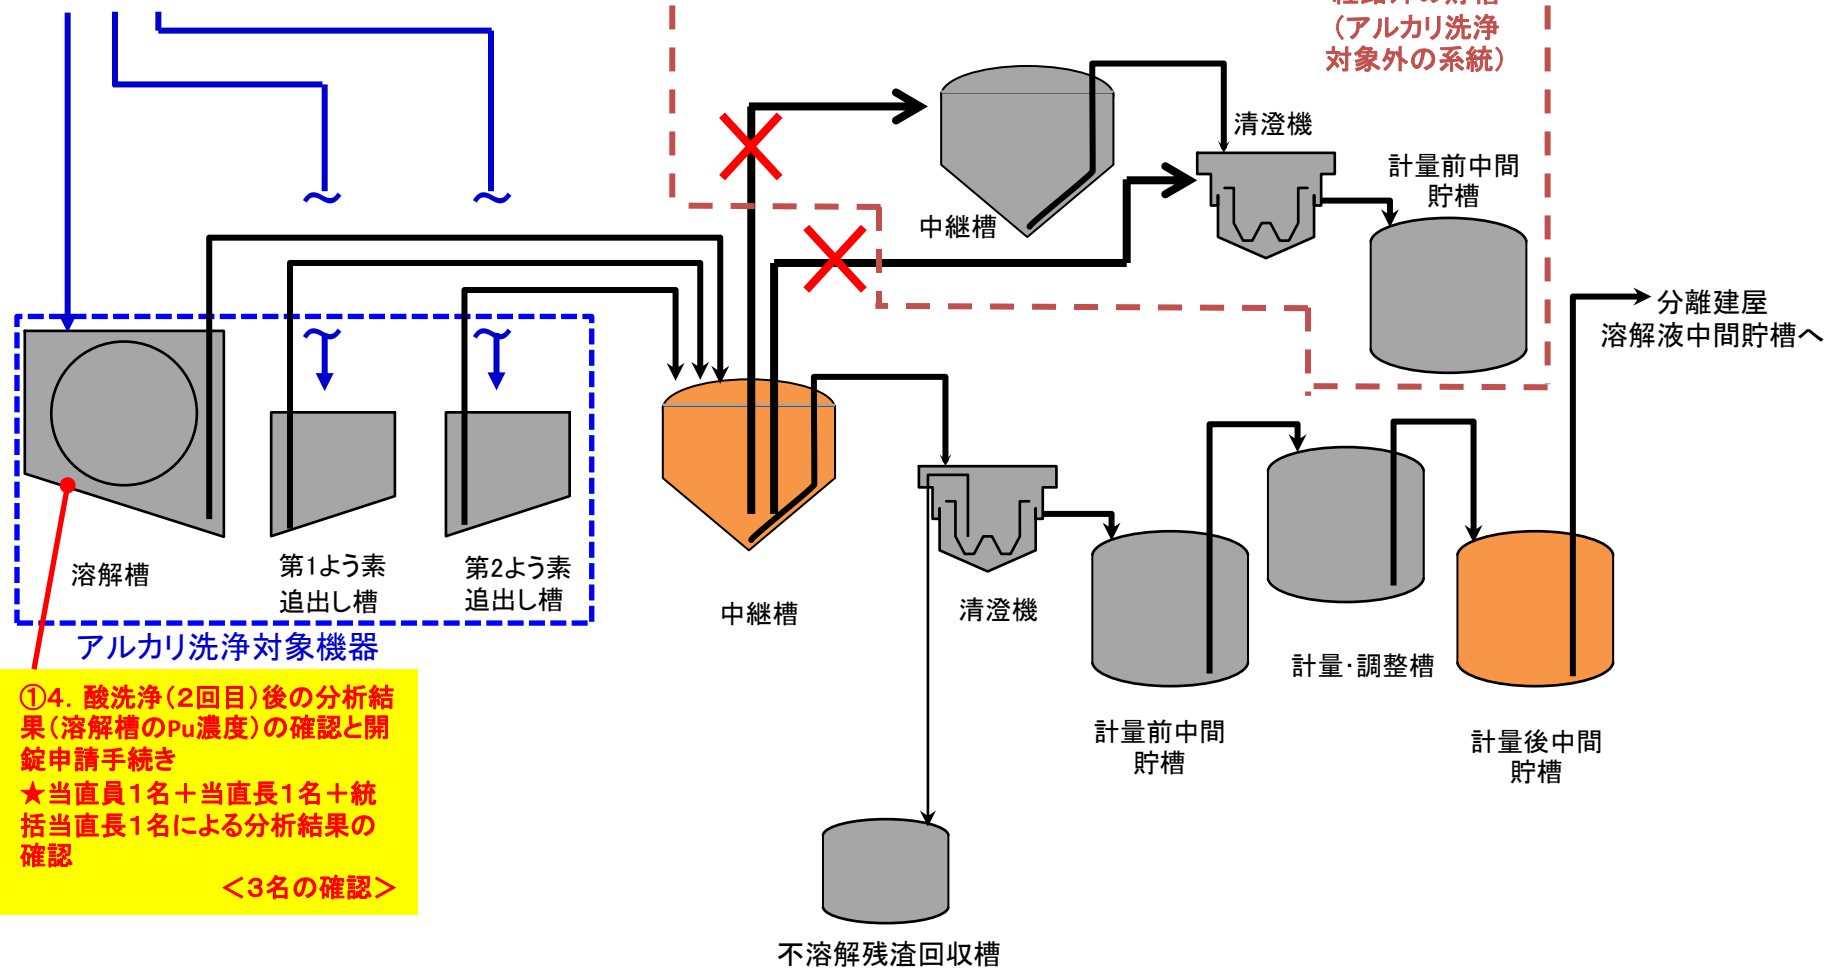 (アルカリ洗浄
対象外の系統)
清澄機
計量前中間
貯槽
中継槽
分離建屋
溶解液中間貯槽へ
溶解槽
第1よう素
追出し槽
第2よう素
追出し槽
中継槽
清澄機
アルカリ洗浄対象機器
計量・調整槽
計量前中間
貯槽
計量後中間
貯槽
①4. 酸洗浄(2回目)後の分析結
果(溶解槽のPu濃度)の確認と開
錠申請手続き
★当直員1名＋当直長1名＋統
括当直長1名による分析結果の
確認
＜3名の確認＞
不溶解残渣回収槽